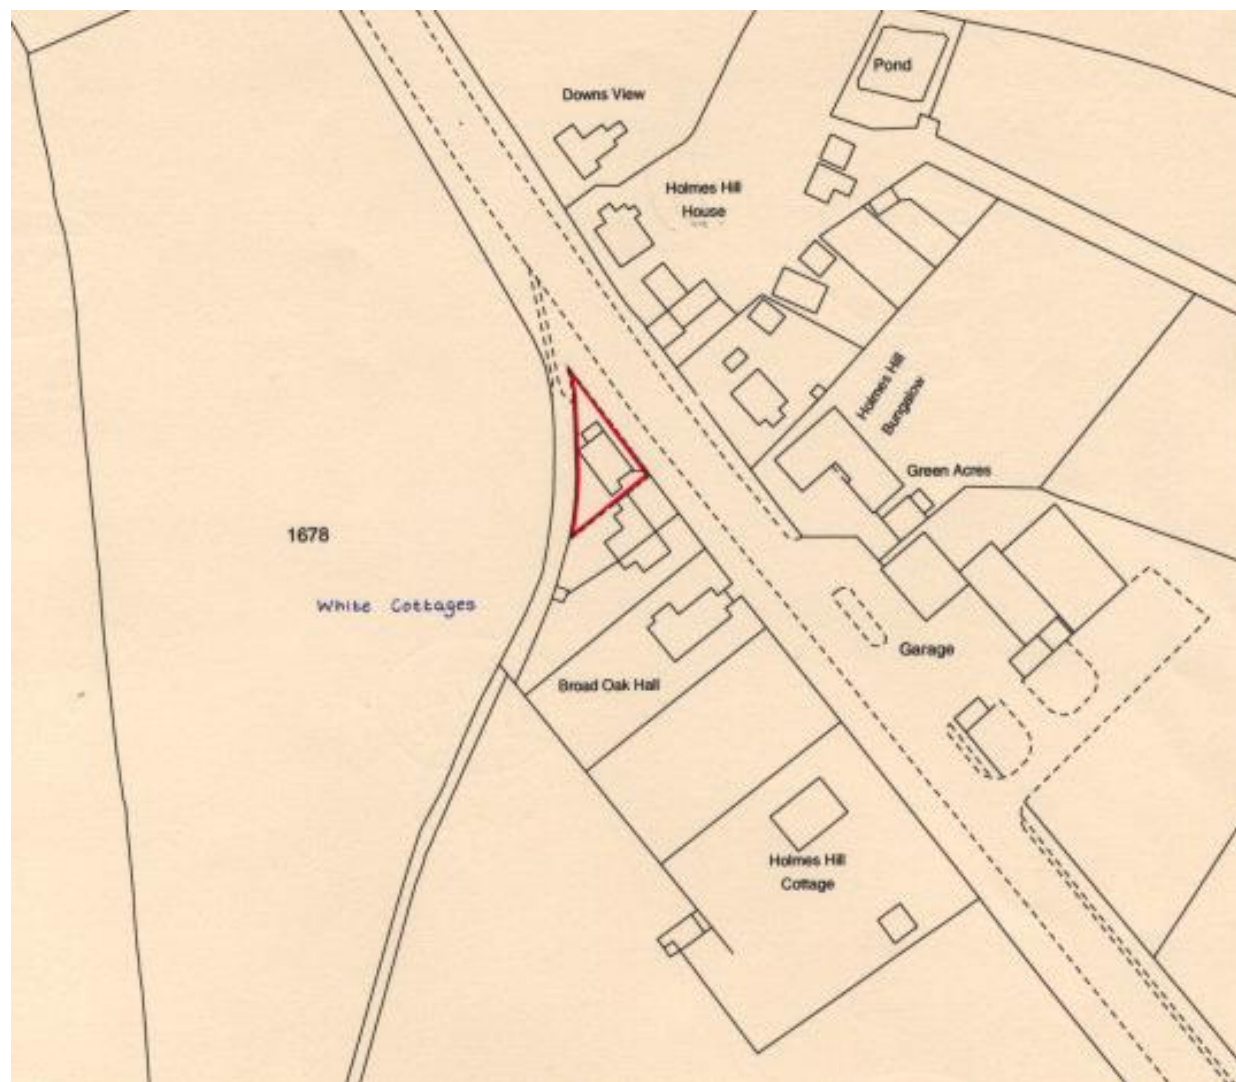 Pond
Downs View
Holmes Hill
House
Holmes Hill
Bungalow
Green Acres
1678
White Cottages
Garage
Broad Oak Hall
Holmes Hill
Cottage